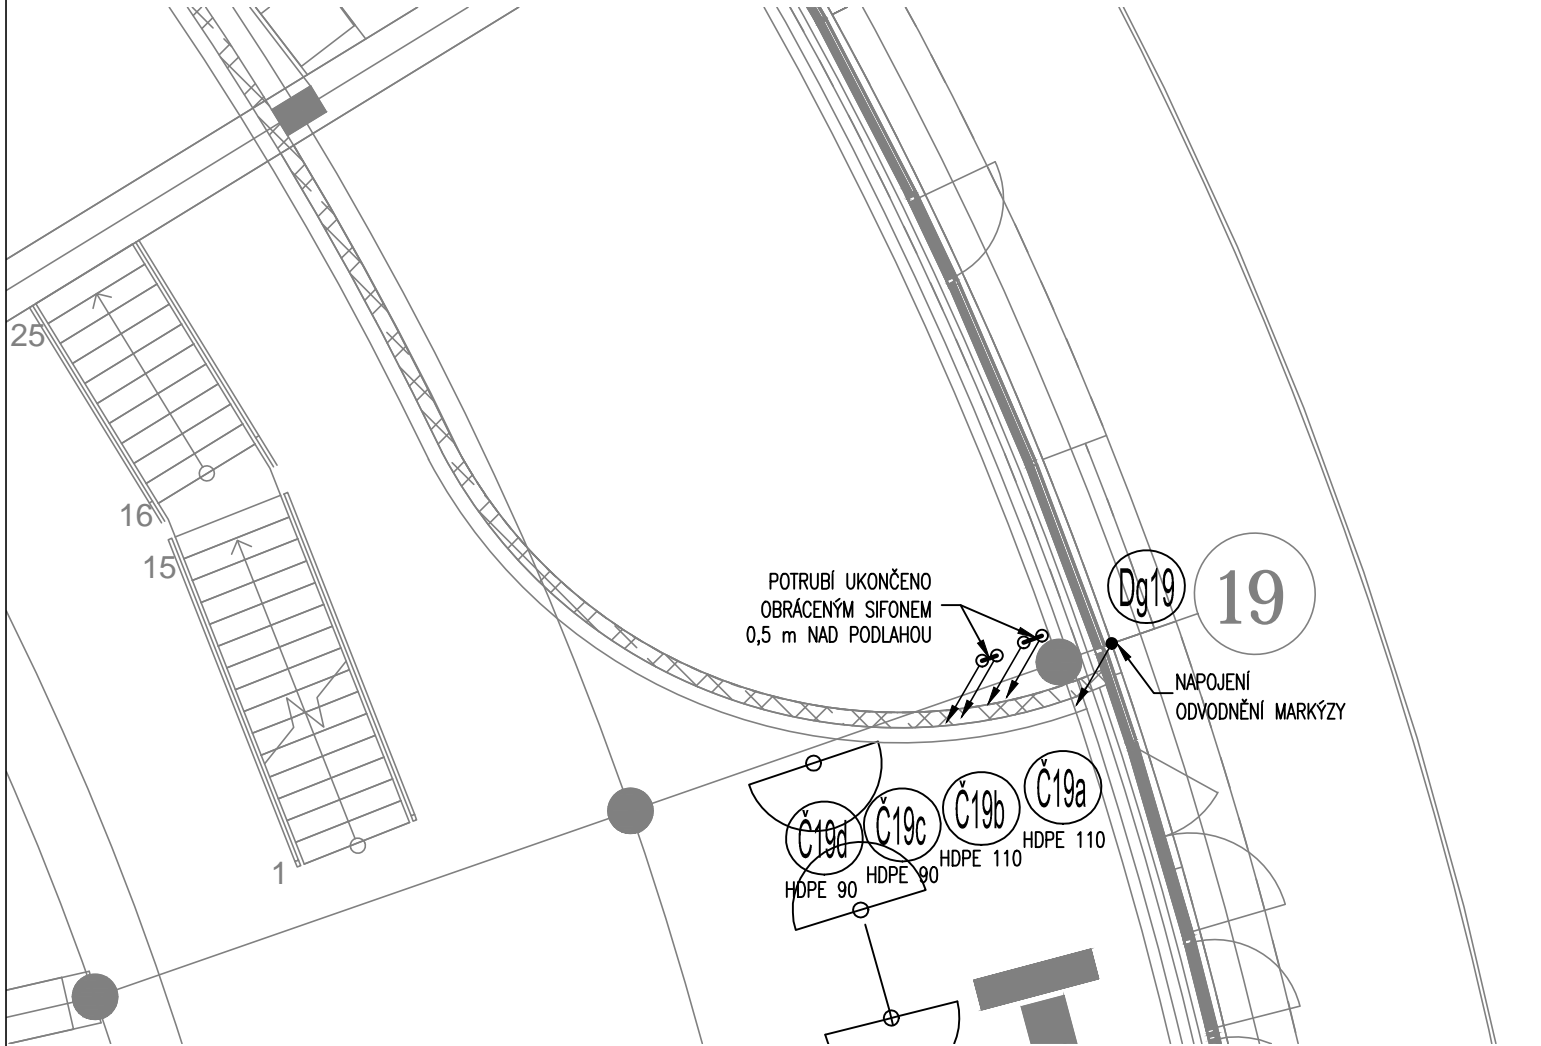 25
16
15
1
POTRUBÍ UKONČENO
OBRÁCENÝM SIFONEM
0,5 m NAD PODLAHOU
Dg19
19
NAPOJENÍ
ODVODNĚNÍ MARKÝZY
Č19d
HDPE 90
Č19c
HDPE 90
Č19b
HDPE 110
Č19a
HDPE 110